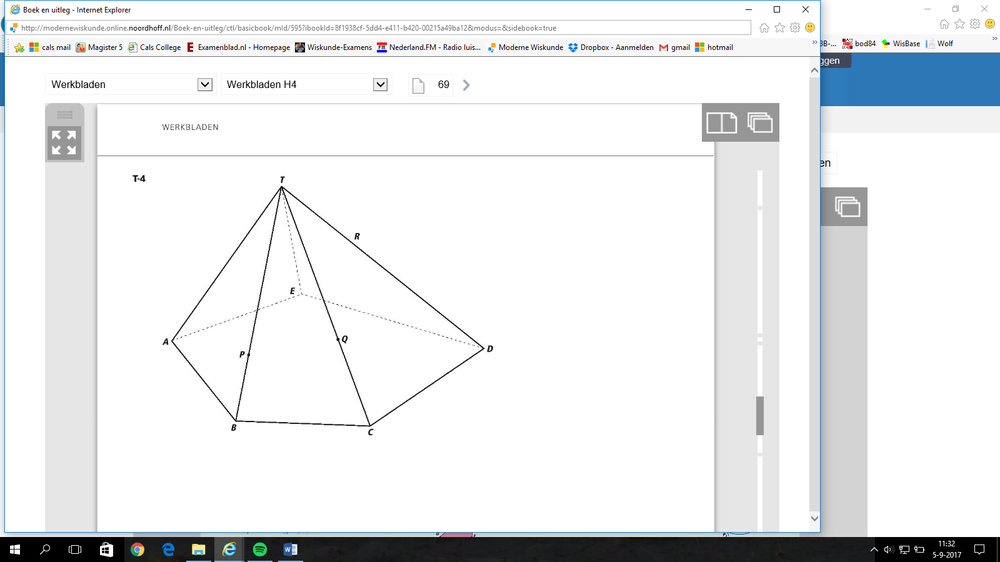 Boek en uitleg - Internet Explorer
http://modernewiskunde.online.noordhoff.nl/Boek-en-uitleg/ctl/basicbook/mId/595?ibookId=8f1938cf-5dd4-e411-b420-00215a49ba12&modus=&sidebook=true
cals mail Magister 5 Cals College Examenblad.nl - Homepage Wiskunde-Examens Nederland.FM - Radio luis... Moderne Wiskunde Dropbox - Aanmelden gmail hotmail »
3B-... bod84 WisBase Wolf »
ggen
Werkbladen Werkbladen H4 69
WERKBLADEN
en
T-4
T
R
E
Q
A
D
P
B
C
11:32
5-9-2017